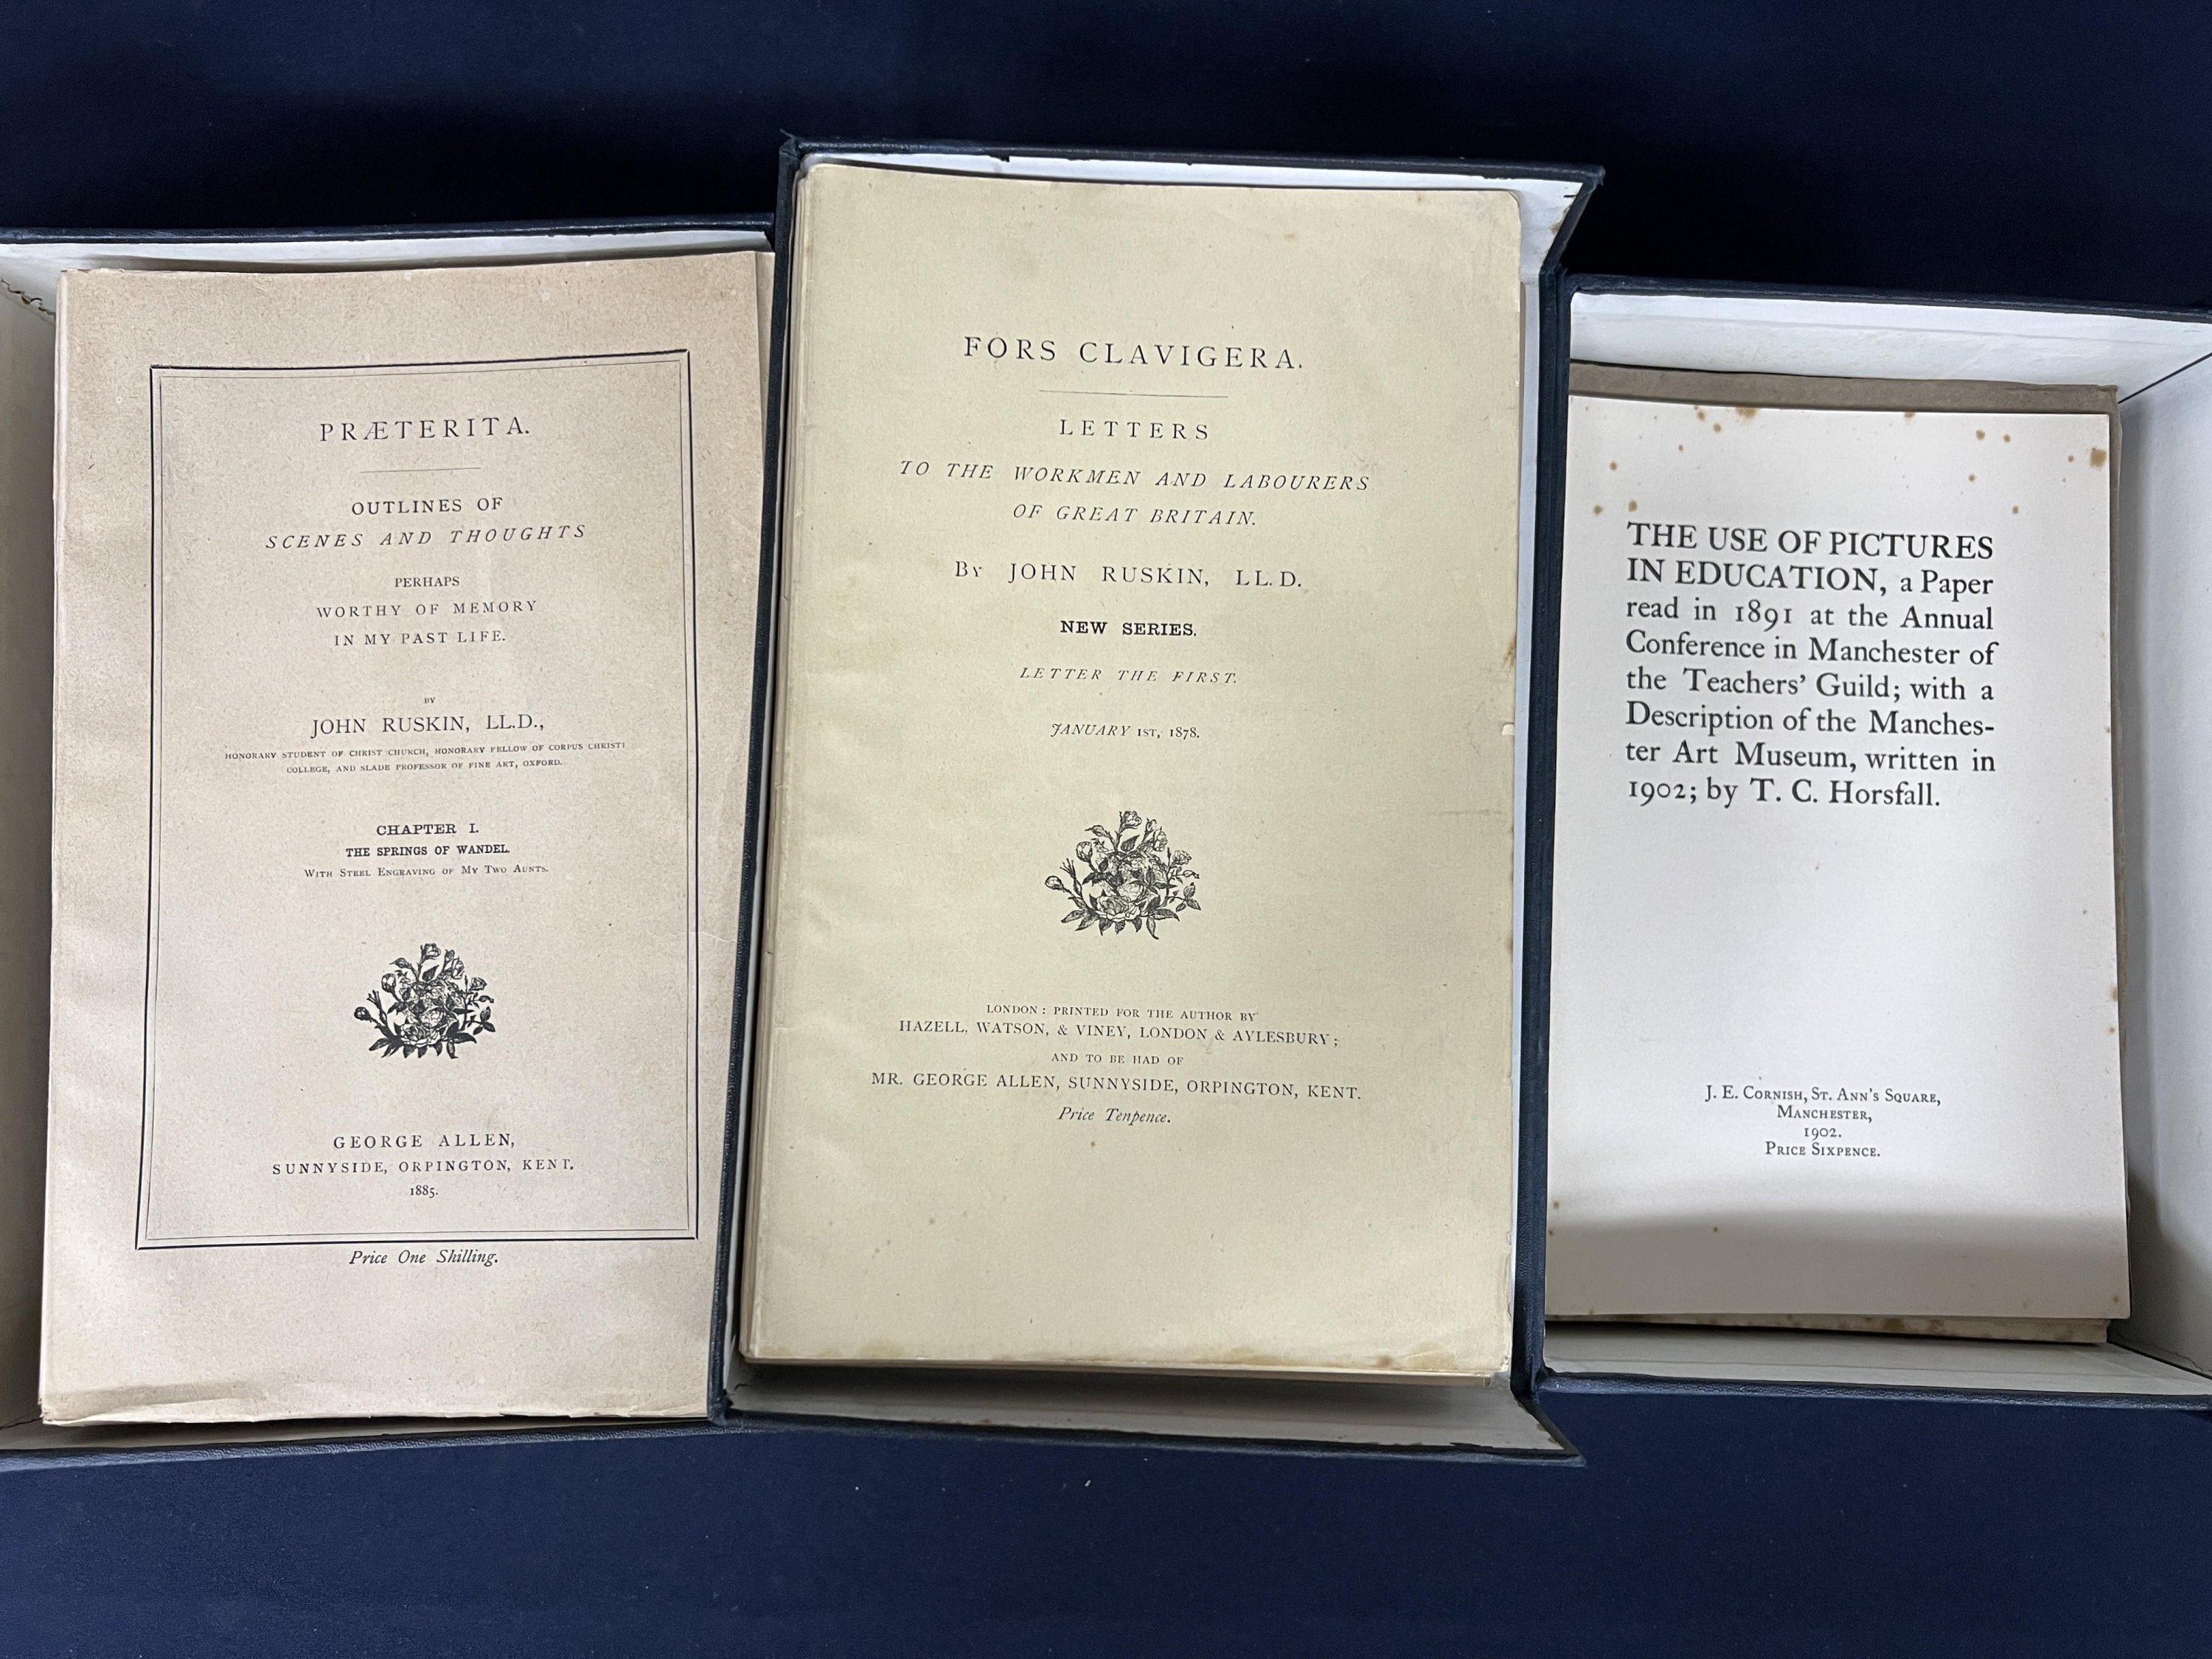 PRÆTERITA.
OUTLINES OF
SCENES AND THOUGHTS
PERHAPS
WORTHY OF MEMORY
IN MY PAST LIFE.
BY
JOHN RUSKIN, LL.D.,
HONORARY STUDENT OF CHRIST CHURCH, HONORARY FELLOW OF CORPUS CHRISTI
COLLEGE, AND SLADE PROFESSOR OF FINE ART, OXFORD.
CHAPTER I.
THE SPRINGS OF WANDEL.
WITH STEEL ENGRAVING OF MY TWO AUNTS.
GEORGE ALLEN,
SUNNYSIDE, ORPINGTON, KENT.
1885.
Price One Shilling.
FORS CLAVIGERA.
LETTERS
TO THE WORKMEN AND LABOURERS
OF GREAT BRITAIN.
BY JOHN RUSKIN, LL.D.
NEW SERIES.
LETTER THE FIRST.
JANUARY 1ST, 1878.
LONDON: PRINTED FOR THE AUTHOR BY
HAZELL, WATSON, & VINEY, LONDON & AYLESBURY;
AND TO BE HAD OF
MR. GEORGE ALLEN, SUNNYSIDE, ORPINGTON, KENT.
Price Tenpence.
THE USE OF PICTURES
IN EDUCATION, a Paper
read in 1891 at the Annual
Conference in Manchester of
the Teachers' Guild; with a
Description of the Manches-
ter Art Museum, written in
1902; by T. C. Horsfall.
J. E. CORNISH, ST. ANN'S SQUARE,
MANCHESTER,
1902.
PRICE SIXPENCE.